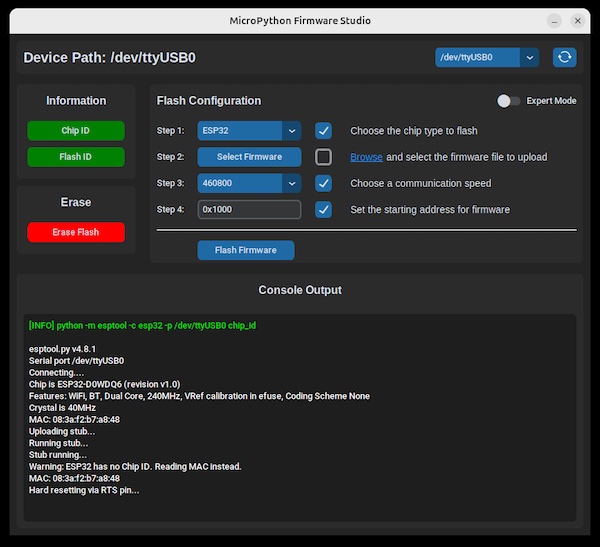 MicroPython Firmware Studio
Device Path: /dev/ttyUSB0
/dev/ttyUSB0
Information
Chip ID
Flash ID
Erase
Erase Flash
Flash Configuration
Expert Mode
Step 1: ESP32 Choose the chip type to flash
Step 2: Select Firmware Browse and select the firmware file to upload
Step 3: 460800 Choose a communication speed
Step 4: 0x1000 Set the starting address for firmware
Flash Firmware
Console Output
[INFO] python -m esptool -c esp32 -p /dev/ttyUSB0 chip_id
esptool.py v4.8.1
Serial port /dev/ttyUSB0
Connecting....
Chip is ESP32-D0WDQ6 (revision v1.0)
Features: WiFi, BT, Dual Core, 240MHz, VRef calibration in efuse, Coding Scheme None
Crystal is 40MHz
MAC: 08:3a:f2:b7:a8:48
Uploading stub...
Running stub...
Stub running...
Warning: ESP32 has no Chip ID. Reading MAC instead.
MAC: 08:3a:f2:b7:a8:48
Hard resetting via RTS pin...